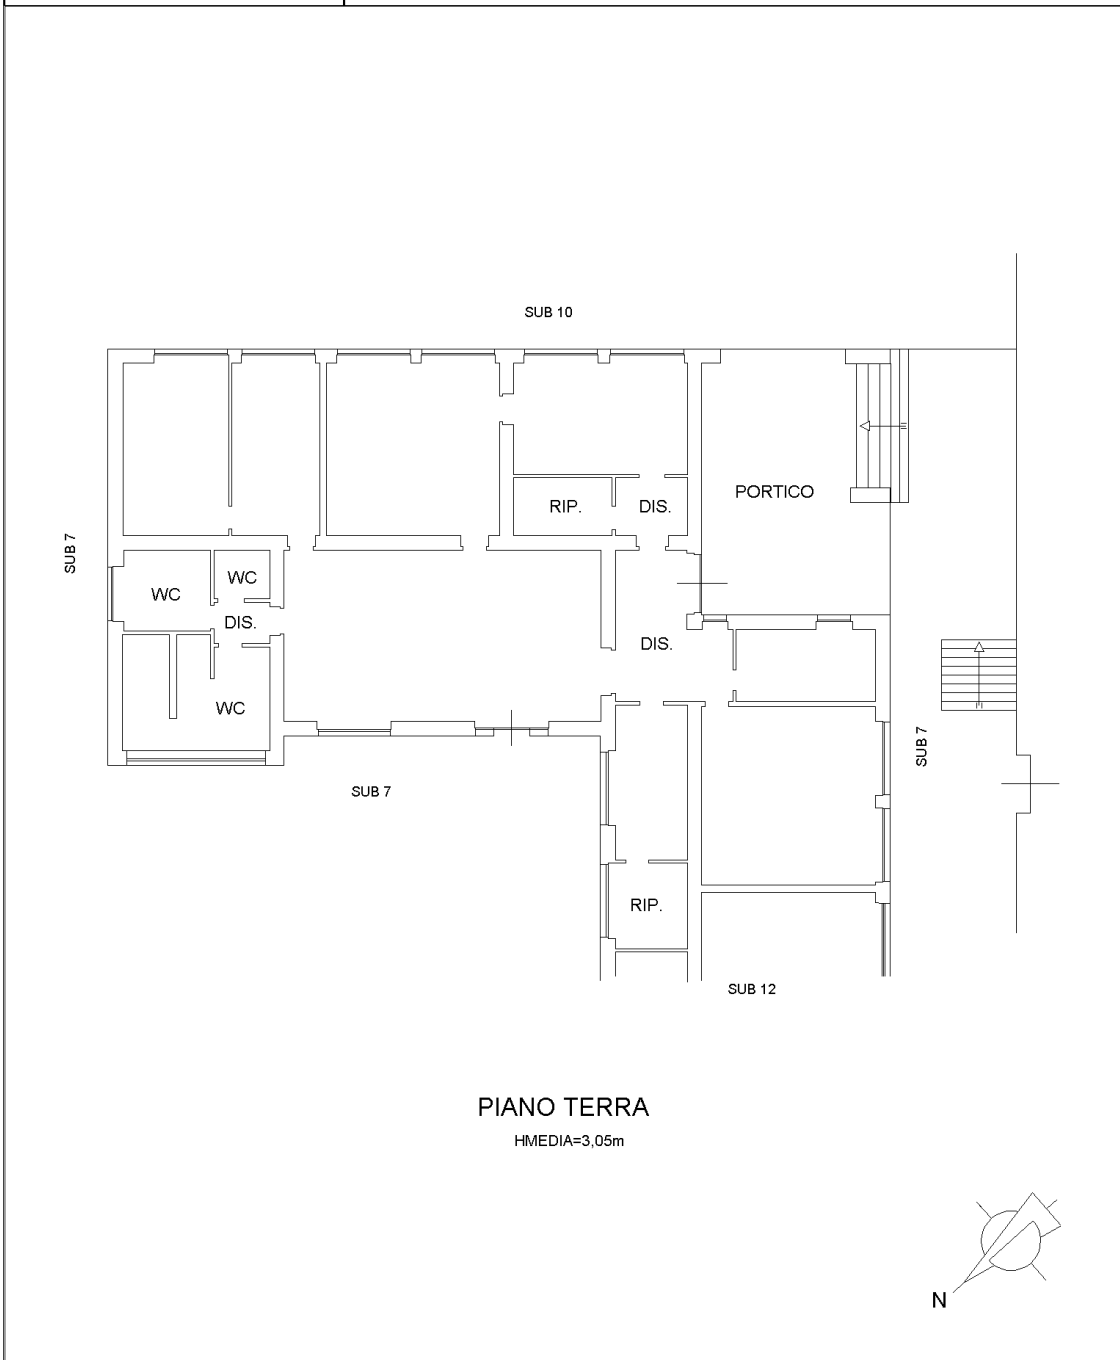 SUB 10
PORTICO
RIP.
DIS.
SUB 7
WC
WC
DIS.
DIS.
WC
SUB 7
SUB 7
RIP.
SUB 12
PIANO TERRA
HMEDIA=3,05m
N